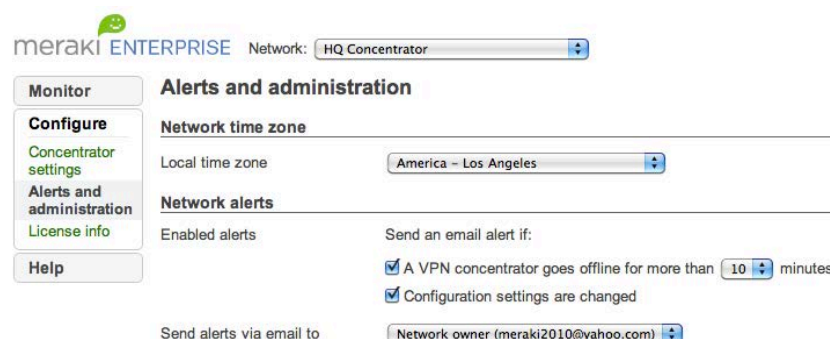 meraki ENTERPRISE Network: HQ Concentrator
Monitor
Configure
Concentrator
settings
Alerts and
administration
License info
Help
Alerts and administration
Network time zone
Local time zone America - Los Angeles
Network alerts
Enabled alerts Send an email alert if:
A VPN concentrator goes offline for more than 10 minutes
Configuration settings are changed
Send alerts via email to Network owner (meraki2010@yahoo.com)